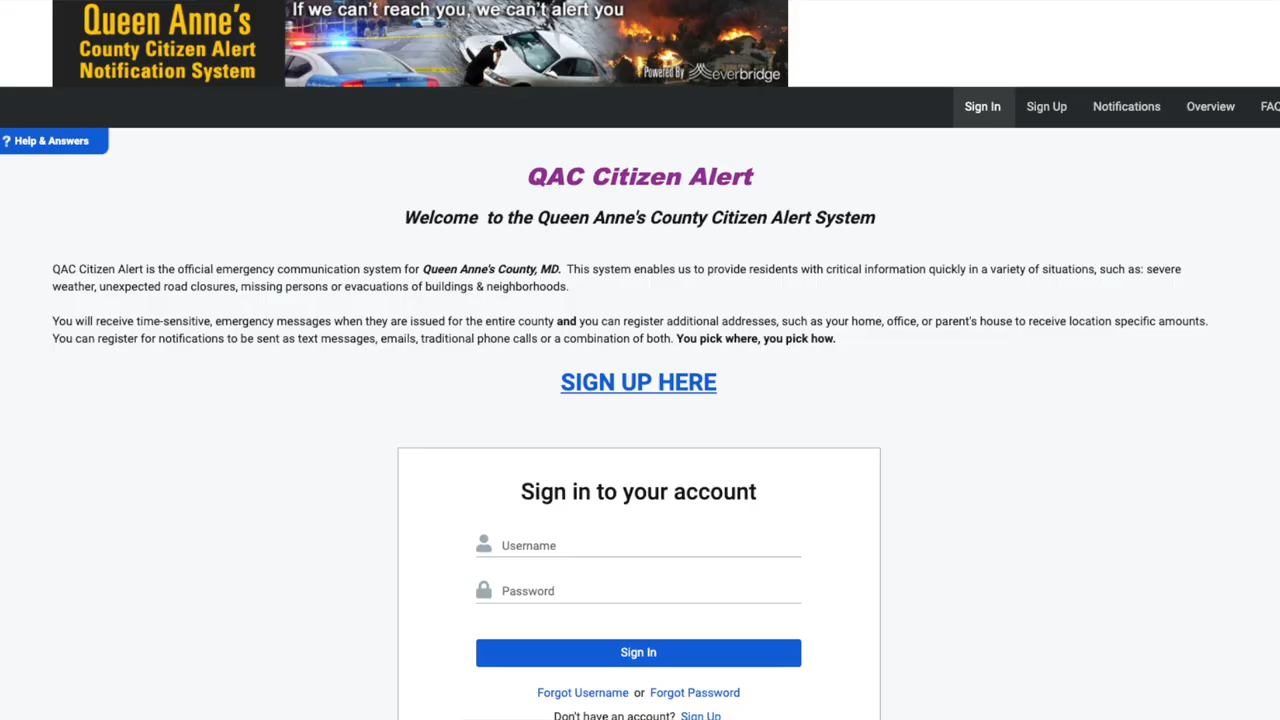 Queen Anne's
County Citizen Alert
Notification System
If we can't reach you, we can't alert you
Powered By everbridge
Sign In
Sign Up
Notifications
Overview
FAQ
? Help & Answers
QAC Citizen Alert
Welcome to the Queen Anne's County Citizen Alert System
QAC Citizen Alert is the official emergency communication system for Queen Anne's County, MD. This system enables us to provide residents with critical information quickly in a variety of situations, such as: severe
weather, unexpected road closures, missing persons or evacuations of buildings & neighborhoods.
You will receive time-sensitive, emergency messages when they are issued for the entire county and you can register additional addresses, such as your home, office, or parent's house to receive location specific amounts.
You can register for notifications to be sent as text messages, emails, traditional phone calls or a combination of both. You pick where, you pick how.
SIGN UP HERE
Sign in to your account
Username
Password
Sign In
Forgot Username or Forgot Password
Don't have an account? Sign Up